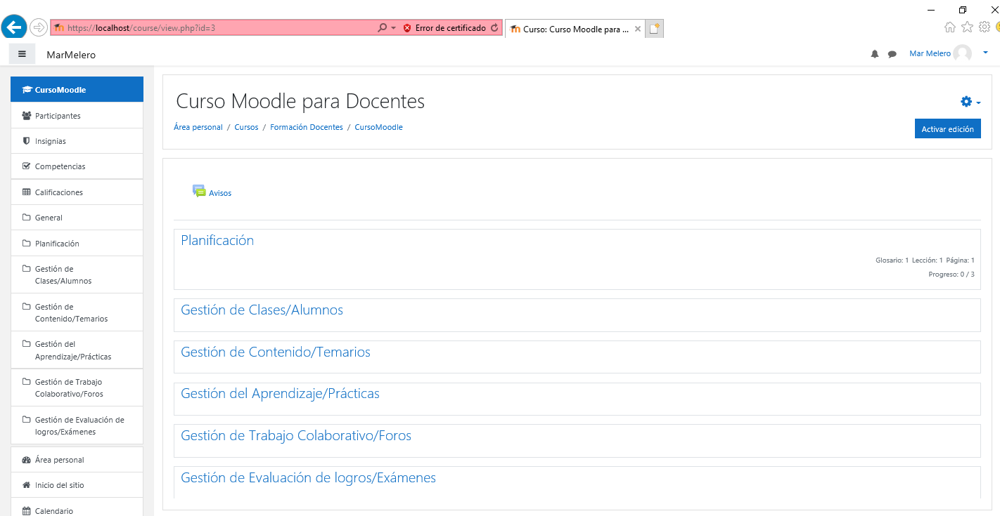 https://localhost/course/view.php?id=3
Error de certificado
Curso: Curso Moodle para ...
MarMelero
Mar Melero
CursoMoodle
Participantes
Insignias
Competencias
Calificaciones
General
Planificación
Gestión de
Clases/Alumnos
Gestión de
Contenido/Temarios
Gestión del
Aprendizaje/Prácticas
Gestión de Trabajo
Colaborativo/Foros
Gestión de Evaluación de
logros/Exámenes
Área personal
Inicio del sitio
Calendario
Curso Moodle para Docentes
Área personal / Cursos / Formación Docentes / CursoMoodle
Activar edición
Avisos
Planificación
Glosario: 1 Lección: 1 Página: 1
Progreso: 0 / 3
Gestión de Clases/Alumnos
Gestión de Contenido/Temarios
Gestión del Aprendizaje/Prácticas
Gestión de Trabajo Colaborativo/Foros
Gestión de Evaluación de logros/Exámenes